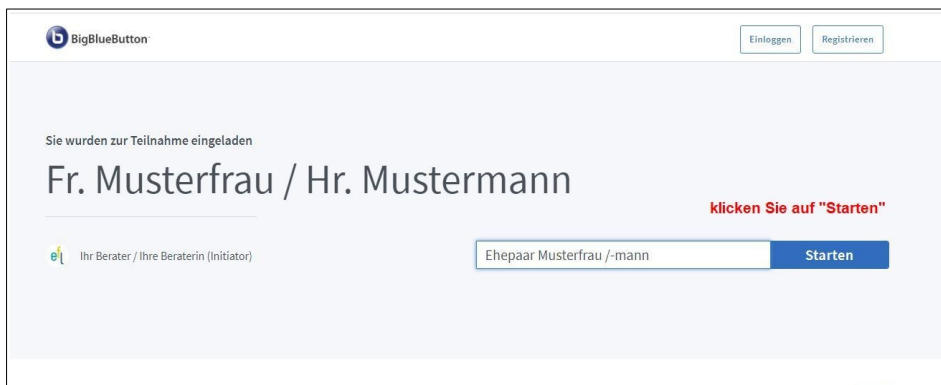 BigBlueButton
Einloggen
Registrieren
Sie wurden zur Teilnahme eingeladen
Fr. Musterfrau / Hr. Mustermann
klicken Sie auf "Starten"
efl Ihr Berater / Ihre Beraterin (Initiator)
Ehepaar Musterfrau /-mann
Starten